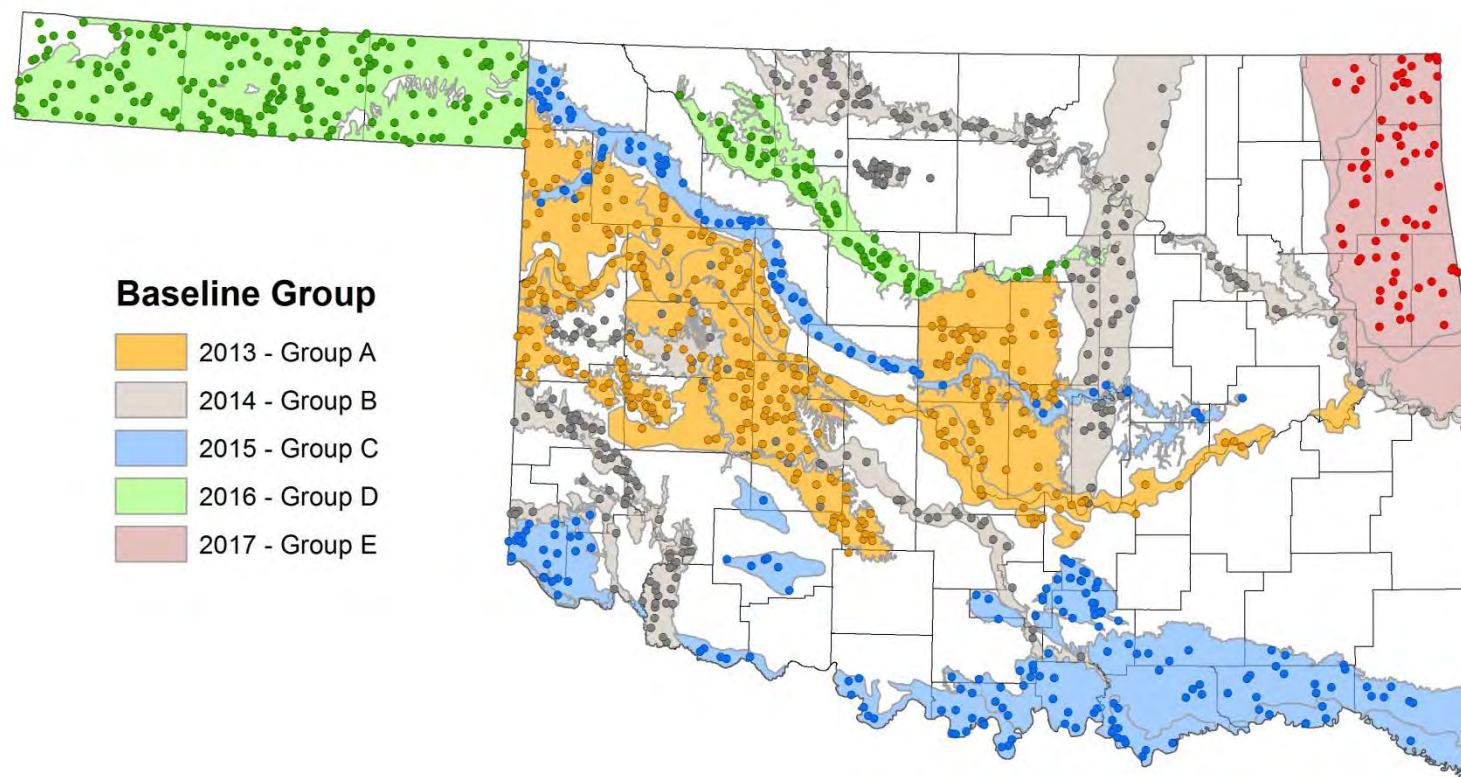 Baseline Group
2013 - Group A
2014 - Group B
2015 - Group C
2016 - Group D
2017 - Group E